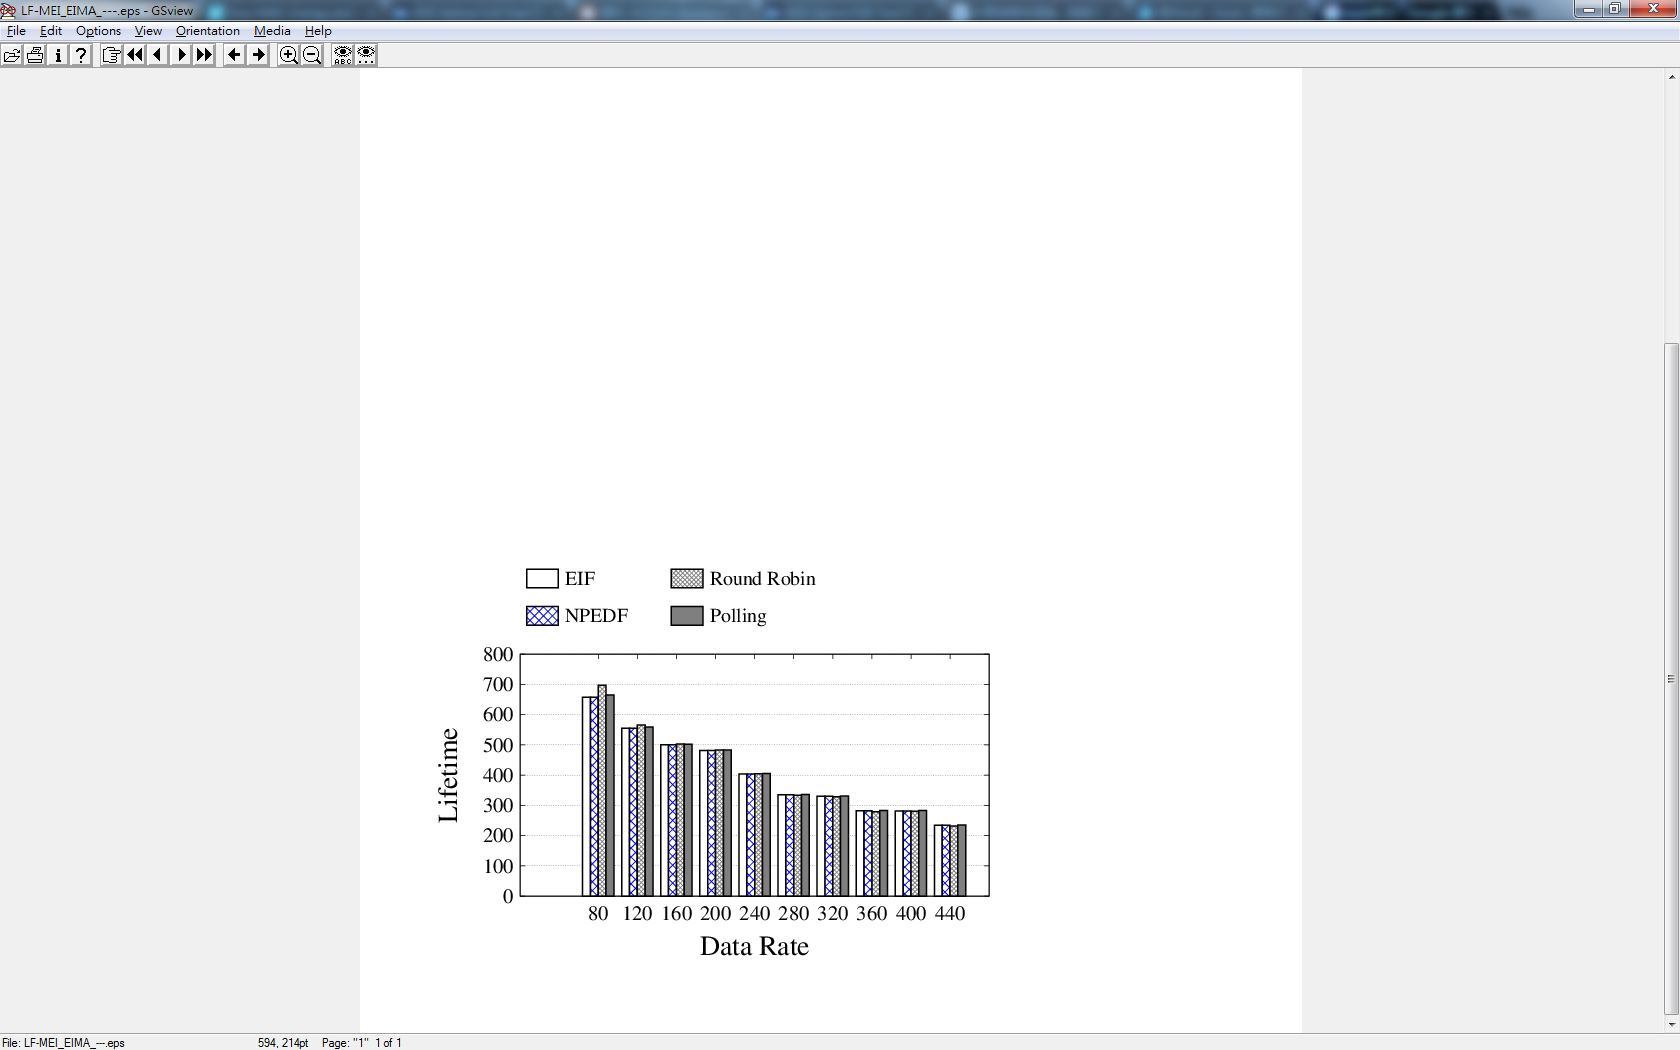 LF-MEI_EIMA_---.eps - GSview
File Edit Options View Orientation Media Help
ABC
EIF Round Robin
NPEDF Polling
800
700
600
500
400
300
200
100
0
Lifetime
80 120 160 200 240 280 320 360 400 440
Data Rate
File: LF-MEI_EIMA_---.eps 594, 214pt Page: "1" 1 of 1